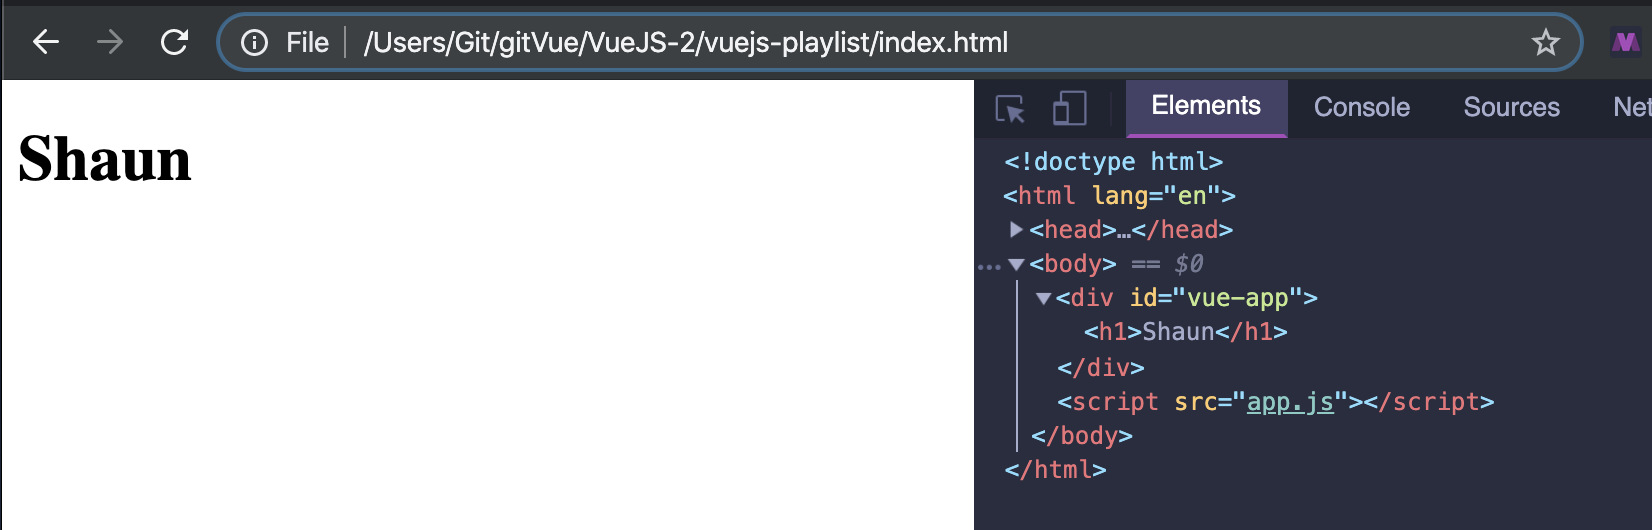 File /Users/Git/gitVue/VueJS-2/vuejs-playlist/index.html
Shaun
Elements Console Sources Net
<!doctype html>
<html lang="en">
<head>…</head>
<body> == $0
<div id="vue-app">
<h1>Shaun</h1>
</div>
<script src="app.js"></script>
</body>
</html>